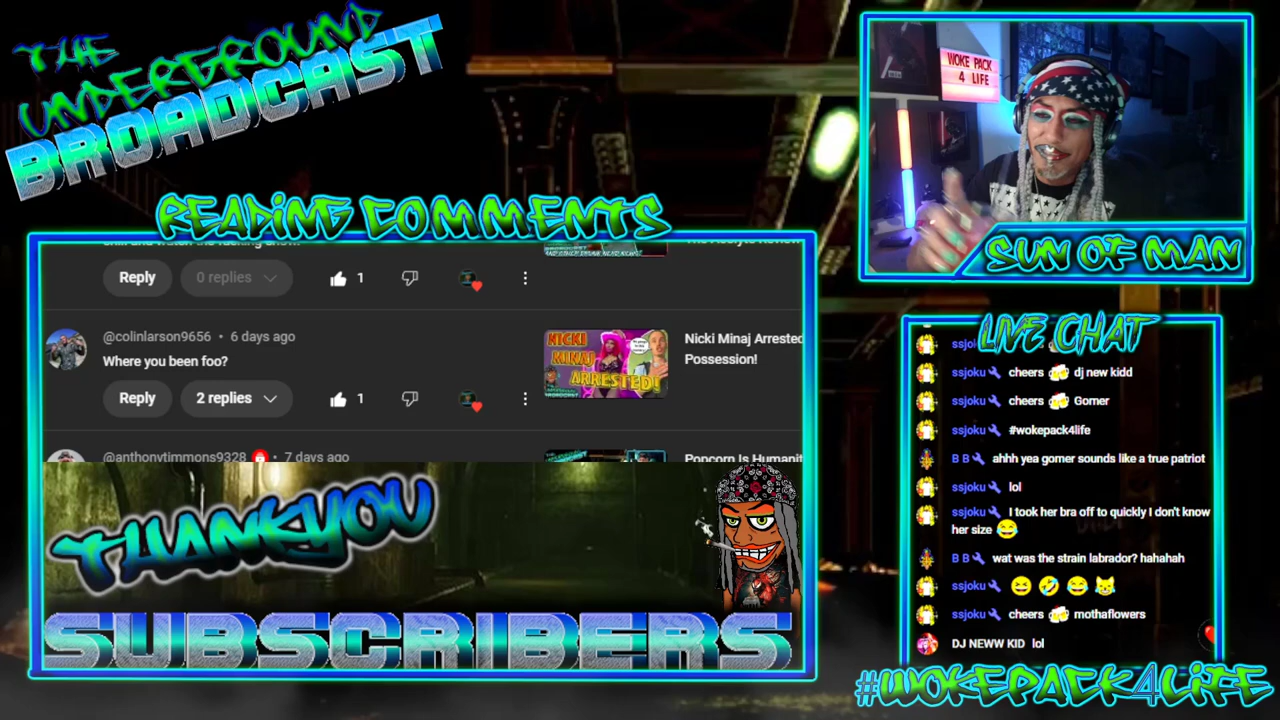 THE
UNDERGROUND
BROADCAST
READING COMMENTS
Reply
0 replies
1
@colinlarson9656 • 6 days ago
Where you been foo?
Reply
2 replies
1
NICKI
MINAJ
ARRESTED!
Nicki Minaj Arrested
Possession!
@anthonytimmons9328 • 7 days ago
Popcorn Is Humanit
THANKYOU
SUBSCRIBERS
WOKE PACK
4 LIFE
SUN OF MAN
LIVE CHAT
ssjoku cheers 🍻 dj new kidd
ssjoku cheers 🍻 Gorner
ssjoku #wokepack4life
B B ahhh yea gorner sounds like a true patriot
ssjoku lol
ssjoku I took her bra off to quickly I don't know
her size 😂
B B wat was the strain labrador? hahahah
ssjoku 😆 🤣 😂 😹
ssjoku cheers 🍻 mothaflowers
DJ NEWW KID lol
#WOKEPACK4LIFE